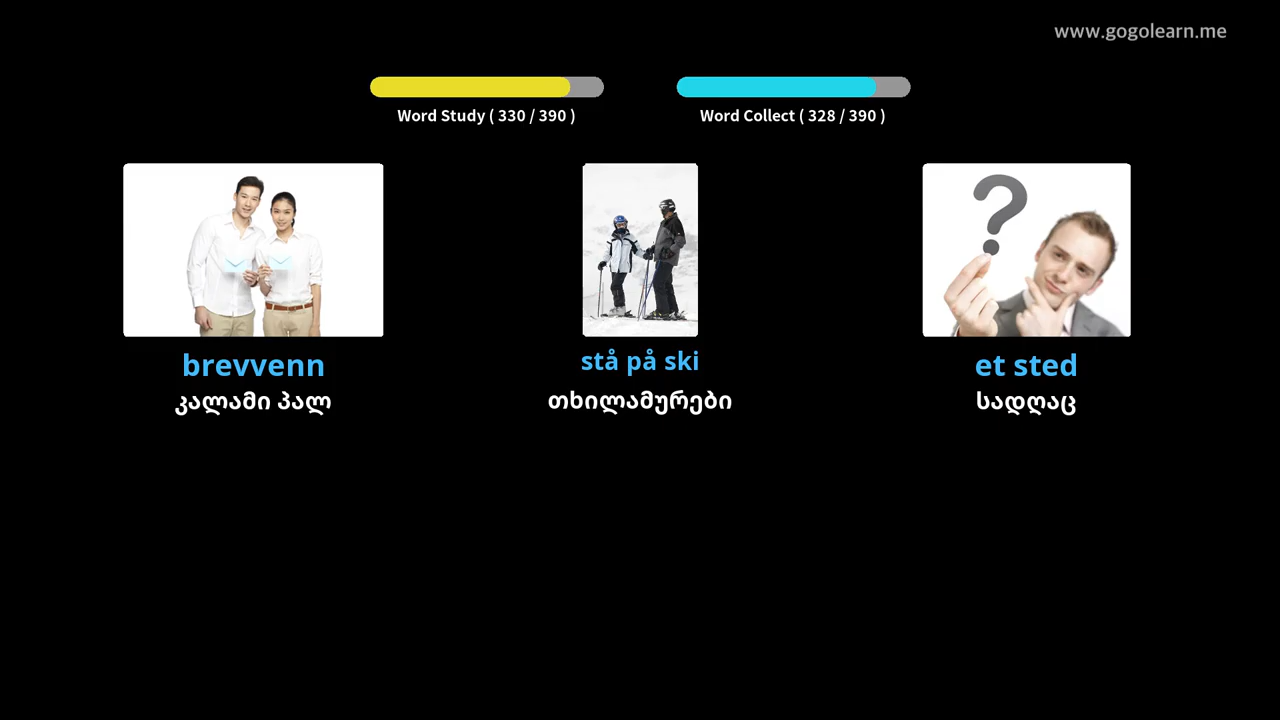 www.gogolearn.me
Word Study ( 330 / 390 )
Word Collect ( 328 / 390 )
brevvenn
stå på ski
et sted
კალამი პალ
თხილამურები
სადღაც